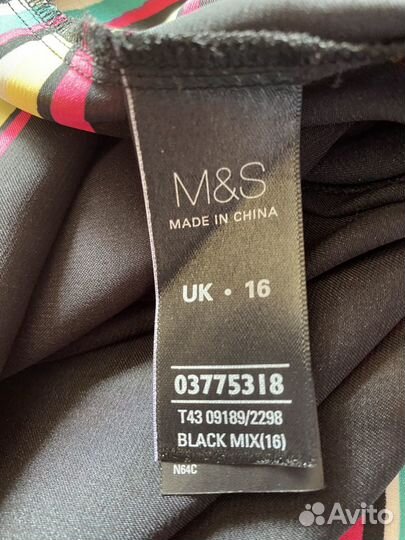 M&S
MADE IN CHINA
UK • 16
03775318
T43 09189/2298
BLACK MIX(16)
N64C
Avito